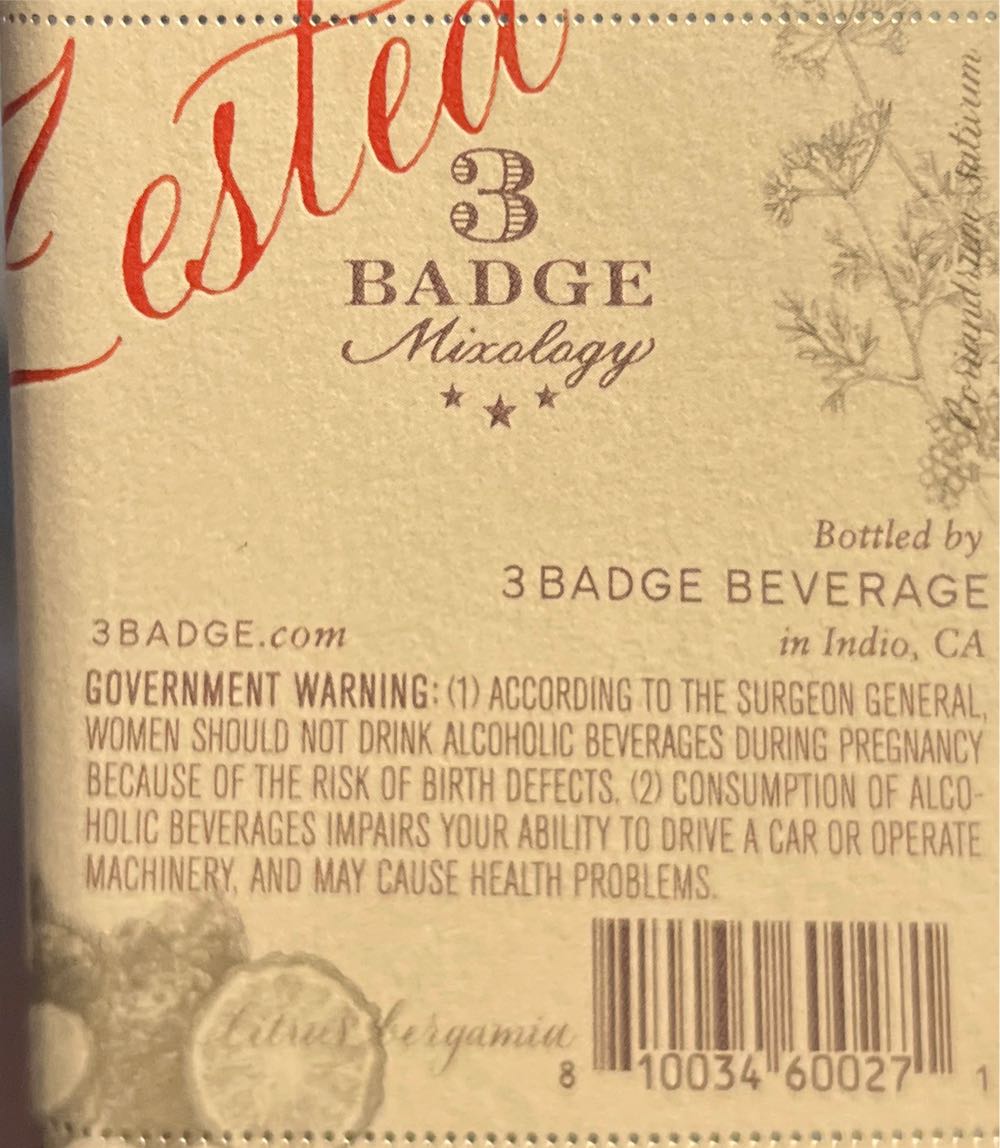 Zested
3
BADGE
Mixology
Coriandrum sativum
Bottled by
3 BADGE BEVERAGE
in Indio, CA
3BADGE.com
GOVERNMENT WARNING: (1) ACCORDING TO THE SURGEON GENERAL,
WOMEN SHOULD NOT DRINK ALCOHOLIC BEVERAGES DURING PREGNANCY
BECAUSE OF THE RISK OF BIRTH DEFECTS. (2) CONSUMPTION OF ALCO-
HOLIC BEVERAGES IMPAIRS YOUR ABILITY TO DRIVE A CAR OR OPERATE
MACHINERY, AND MAY CAUSE HEALTH PROBLEMS.
Citrus bergamia
8 10034 60027 1